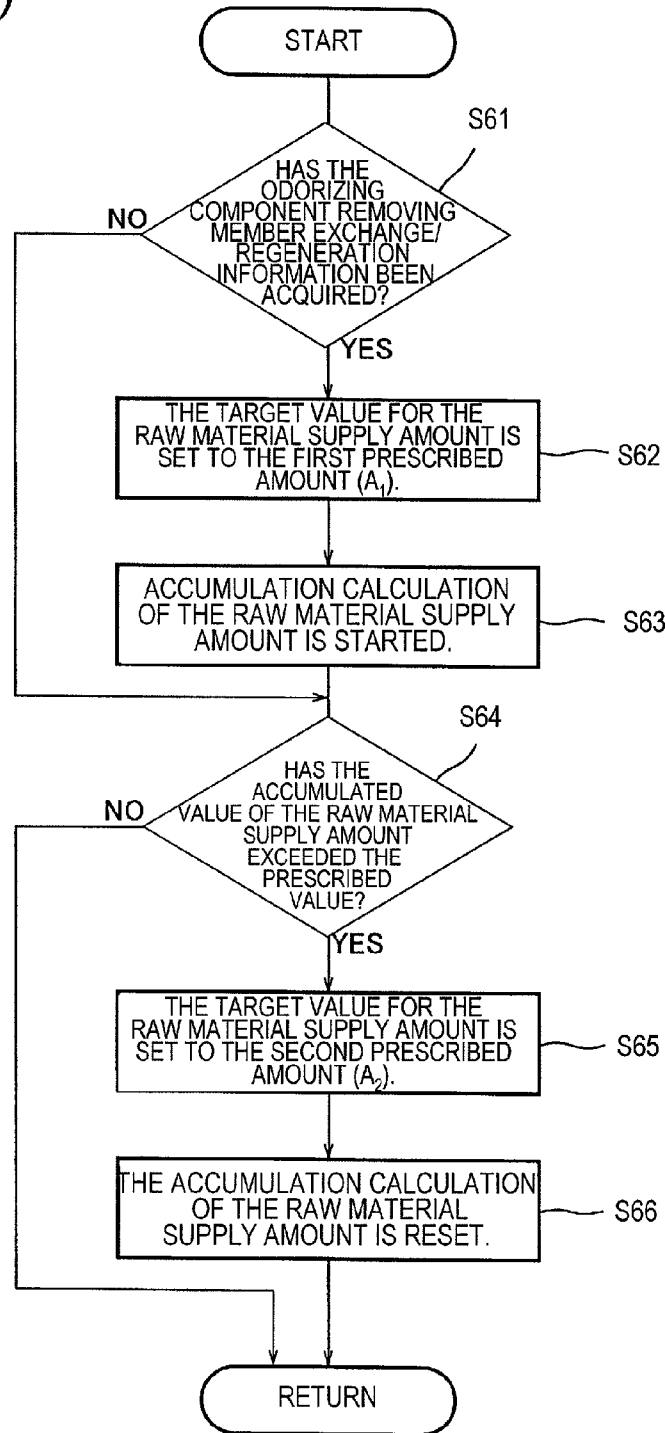 )
START
S61
HAS THE
ODORIZING
COMPONENT REMOVING
MEMBER EXCHANGE/
REGENERATION
INFORMATION BEEN
ACQUIRED?
NO
YES
THE TARGET VALUE FOR THE
RAW MATERIAL SUPPLY AMOUNT IS
SET TO THE FIRST PRESCRIBED
AMOUNT (A₁).
S62
ACCUMULATION CALCULATION
OF THE RAW MATERIAL SUPPLY
AMOUNT IS STARTED.
S63
S64
HAS THE
ACCUMULATED
VALUE OF THE RAW MATERIAL
SUPPLY AMOUNT
EXCEEDED THE
PRESCRIBED
VALUE?
NO
YES
THE TARGET VALUE FOR THE
RAW MATERIAL SUPPLY AMOUNT IS
SET TO THE SECOND PRESCRIBED
AMOUNT (A₂).
S65
THE ACCUMULATION CALCULATION
OF THE RAW MATERIAL
SUPPLY AMOUNT IS RESET.
S66
RETURN